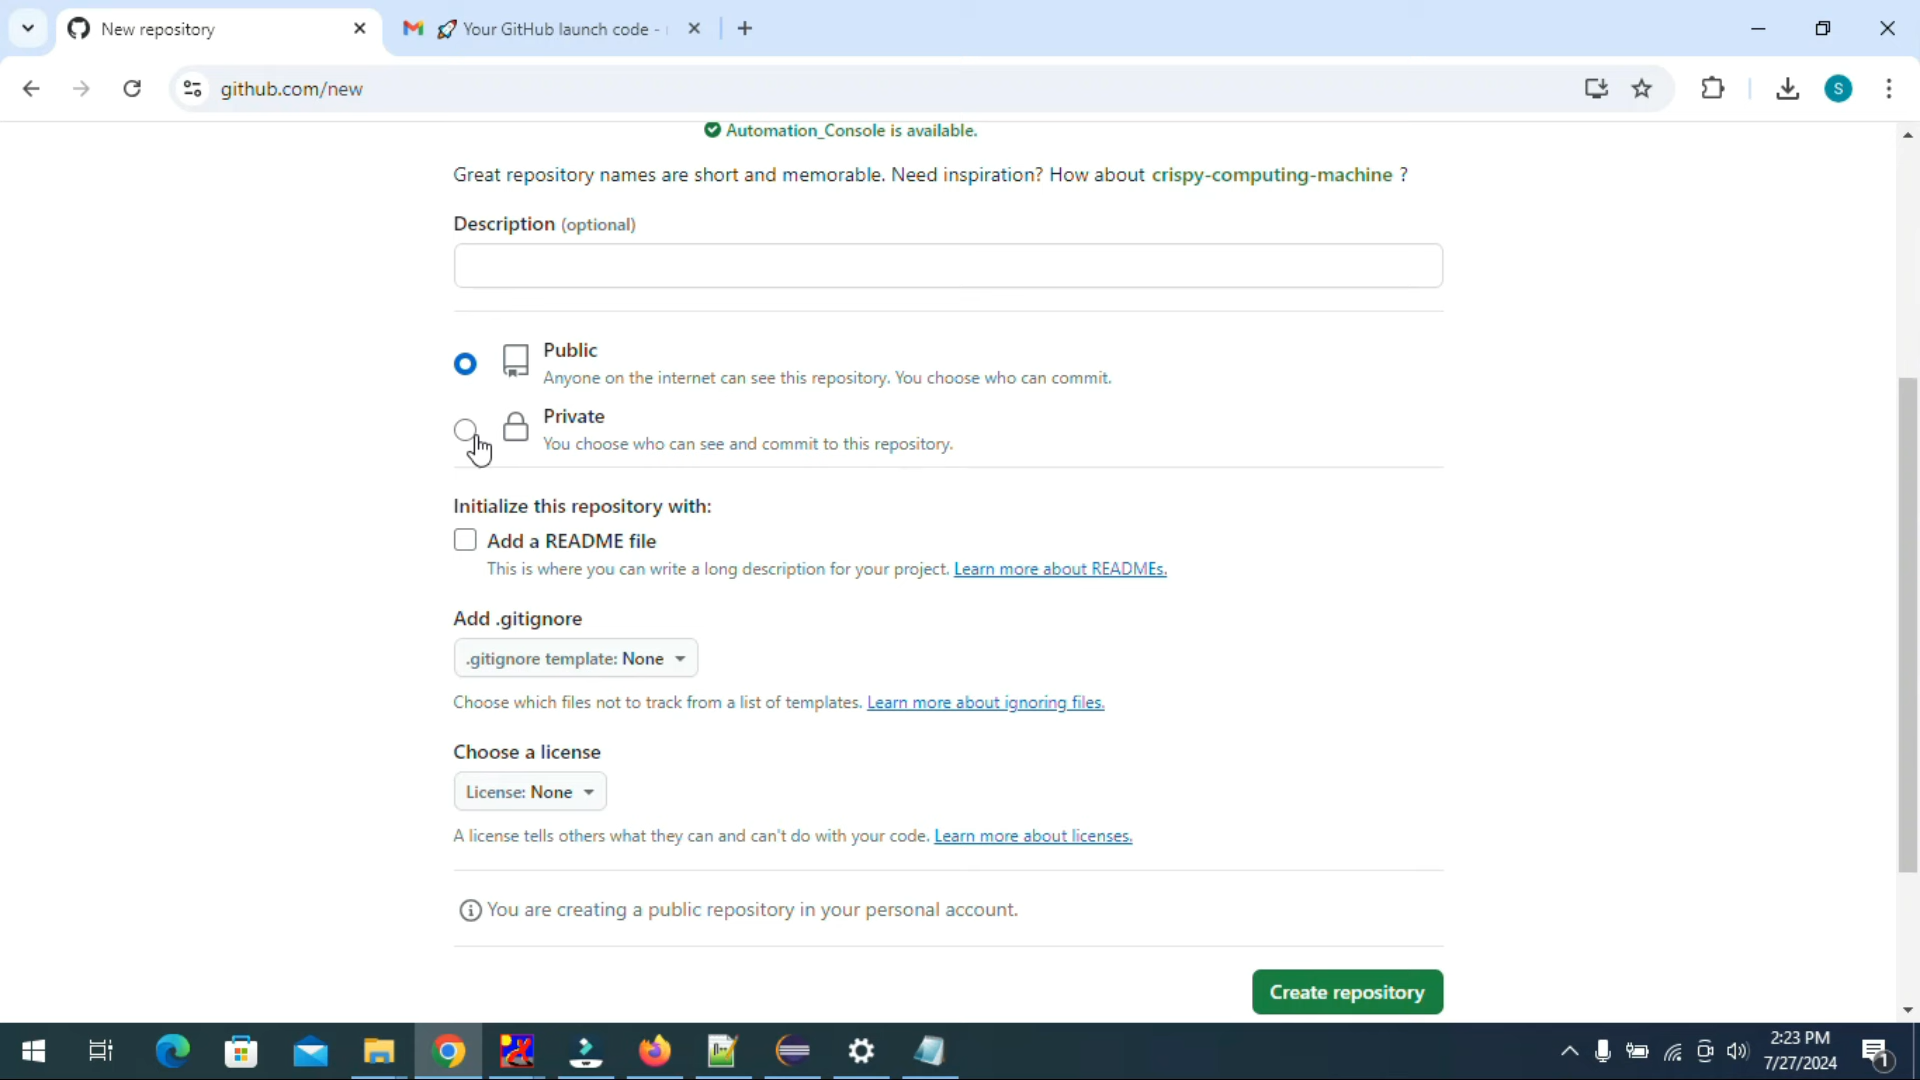 New repository
Your GitHub launch code -
github.com/new
S
Automation_Console is available.
Great repository names are short and memorable. Need inspiration? How about crispy-computing-machine ?
Description (optional)
Public
Anyone on the internet can see this repository. You choose who can commit.
Private
You choose who can see and commit to this repository.
Initialize this repository with:
Add a README file
This is where you can write a long description for your project. Learn more about READMEs.
Add .gitignore
.gitignore template: None
Choose which files not to track from a list of templates. Learn more about ignoring files.
Choose a license
License: None
A license tells others what they can and can't do with your code. Learn more about licenses.
You are creating a public repository in your personal account.
Create repository
2:23 PM
7/27/2024
1